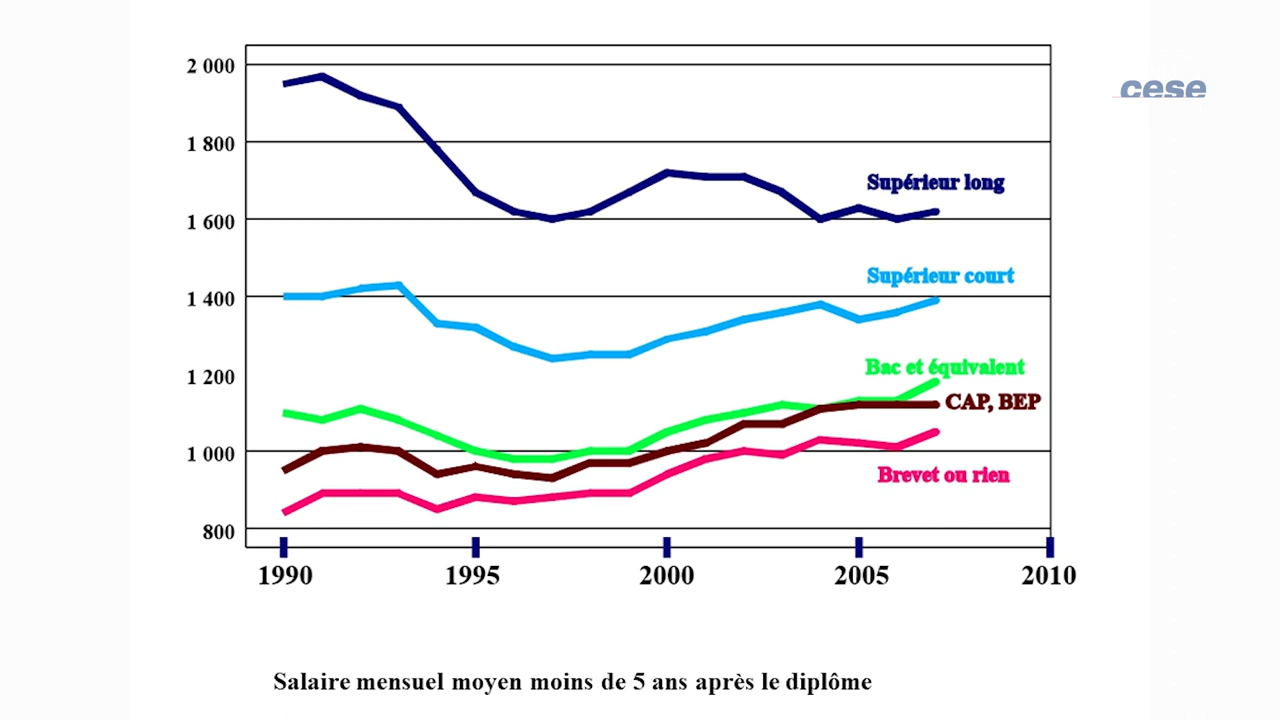 2 000
cese
1 800
Supérieur long
1 600
Supérieur court
1 400
Bac et équivalent
1 200
CAP, BEP
1 000
Brevet ou rien
800
1990 1995 2000 2005 2010
Salaire mensuel moyen moins de 5 ans après le diplôme